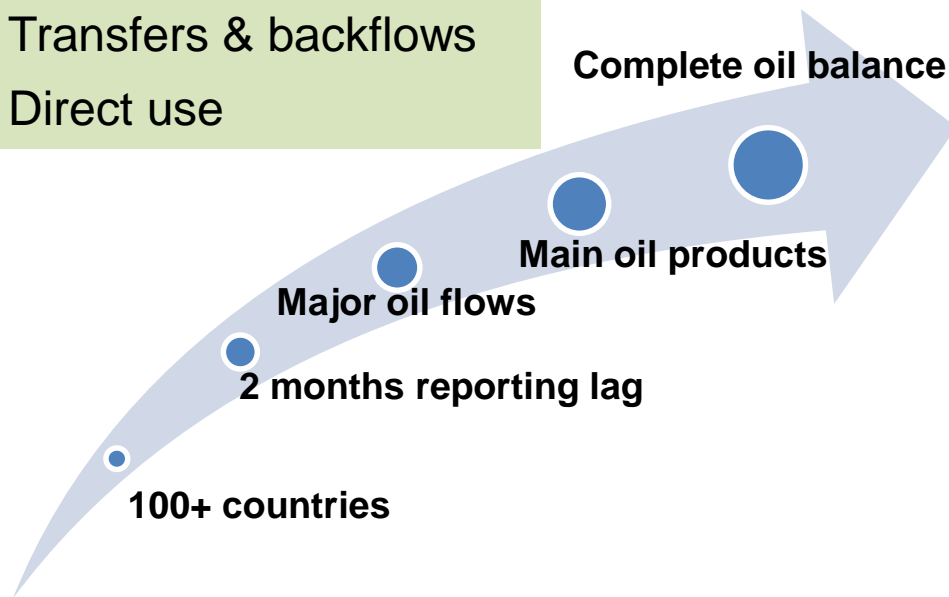 Transfers & backflows
Direct use
Complete oil balance
Main oil products
Major oil flows
2 months reporting lag
100+ countries